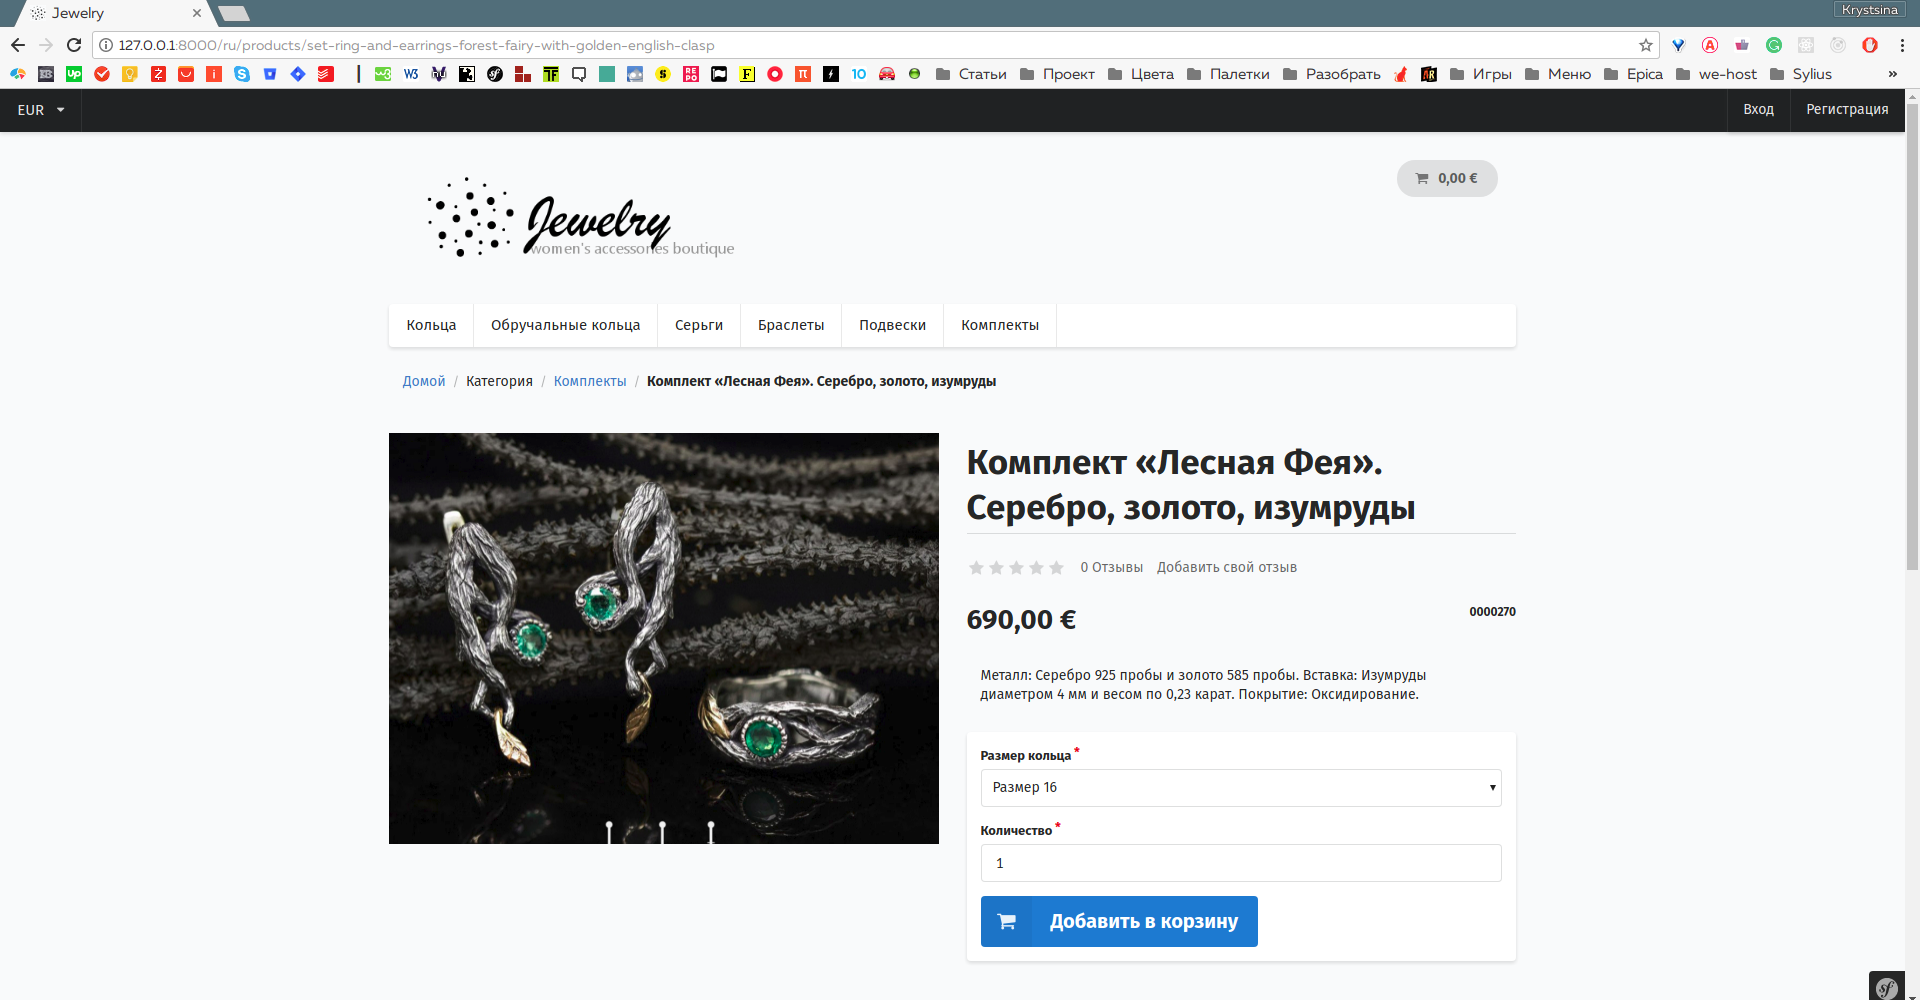 Jewelry
Krystsina
127.0.0.1:8000/ru/products/set-ring-and-earrings-forest-fairy-with-golden-english-clasp
Статьи Проект Цвета Палетки Разобрать Игры Меню Epica we-host Sylius »
EUR
Вход Регистрация
0,00 €
Jewelry
women's accessories boutique
Кольца Обручальные кольца Серьги Браслеты Подвески Комплекты
Домой / Категория / Комплекты / Комплект «Лесная Фея». Серебро, золото, изумруды
Комплект «Лесная Фея».
Серебро, золото, изумруды
0 Отзывы Добавить свой отзыв
690,00 €
0000270
Металл: Серебро 925 пробы и золото 585 пробы. Вставка: Изумруды
диаметром 4 мм и весом по 0,23 карат. Покрытие: Оксидирование.
Размер кольца *
Размер 16
Количество *
1
Добавить в корзину
sf